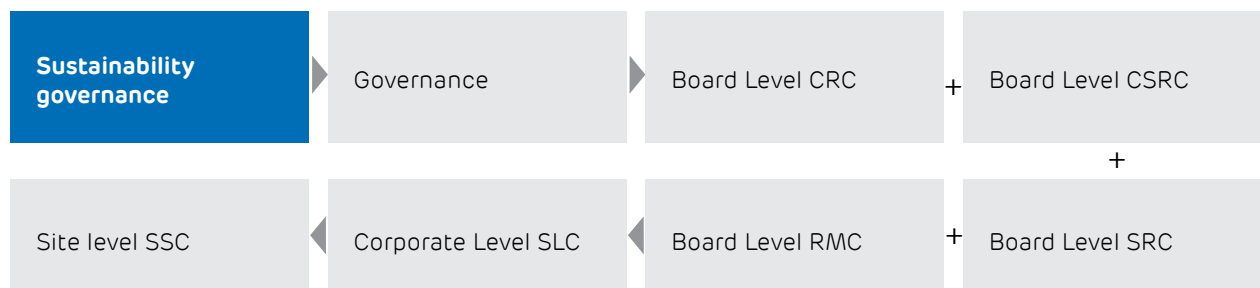 Sustainability
governance
Governance
Board Level CRC
+
Board Level CSRC
+
Site level SSC
Corporate Level SLC
Board Level RMC
+
Board Level SRC